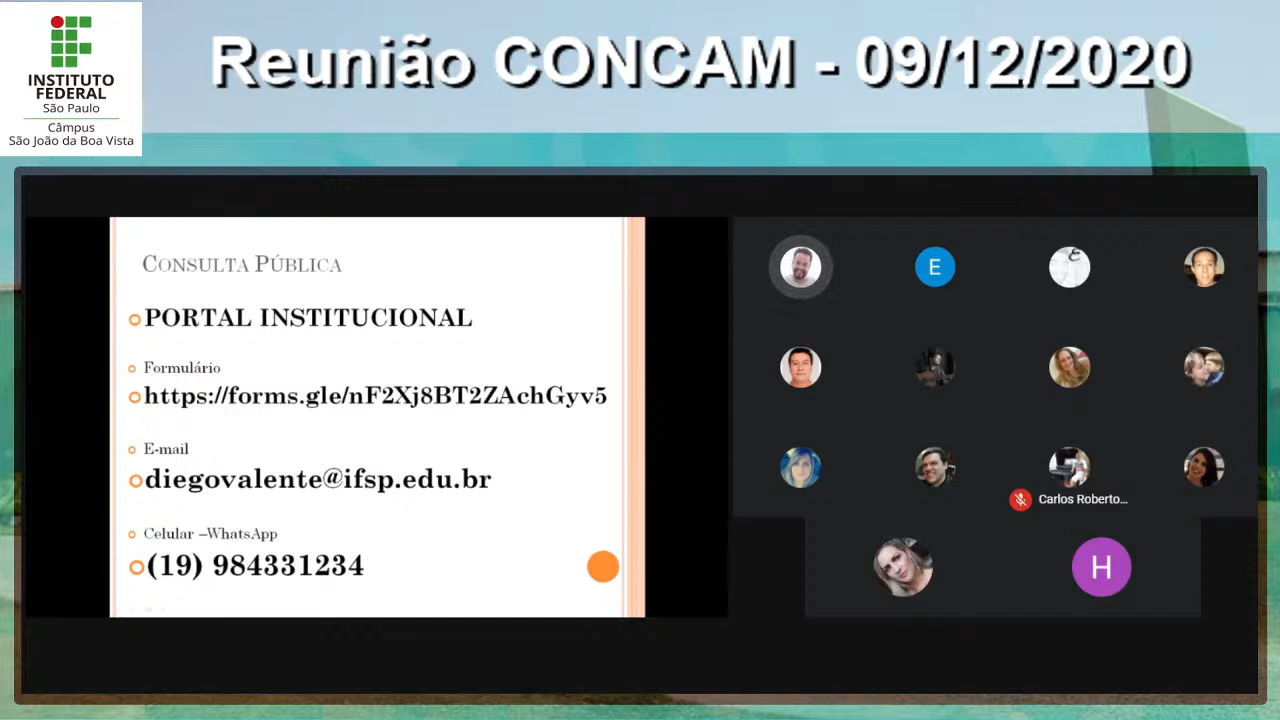 INSTITUTO
FEDERAL
São Paulo
Câmpus
São João da Boa Vista
Reunião CONCAM - 09/12/2020
CONSULTA PÚBLICA
PORTAL INSTITUCIONAL
Formulário
https://forms.gle/nF2Xj8BT2ZAchGyv5
E-mail
diegovalente@ifsp.edu.br
Celular –WhatsApp
(19) 984331234
E
Carlos Roberto...
H